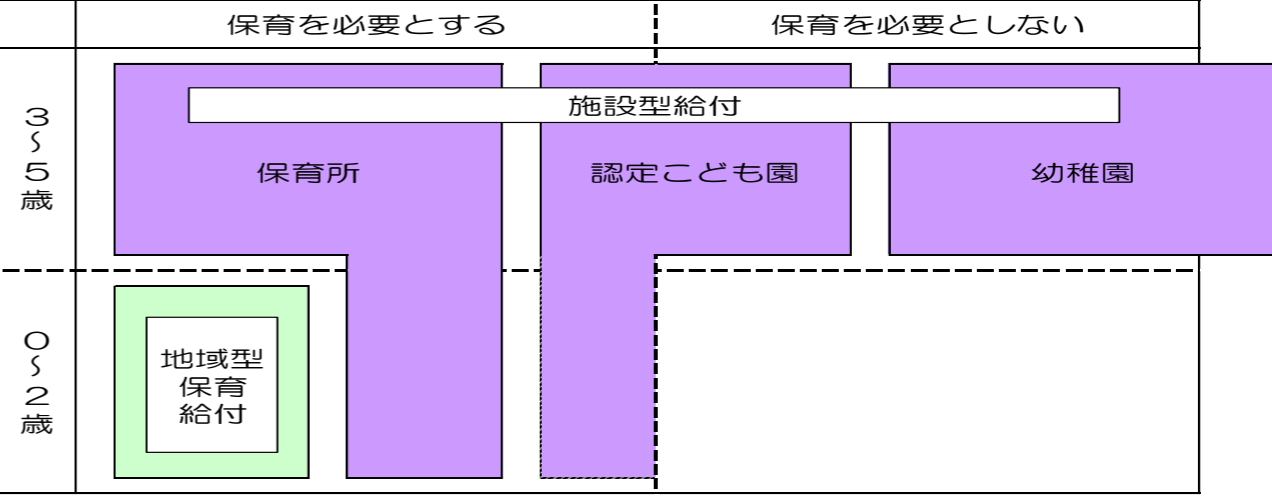 保育を必要とする
保育を必要としない
3～5歳
施設型給付
保育所
認定こども園
幼稚園
0～2歳
地域型
保育
給付